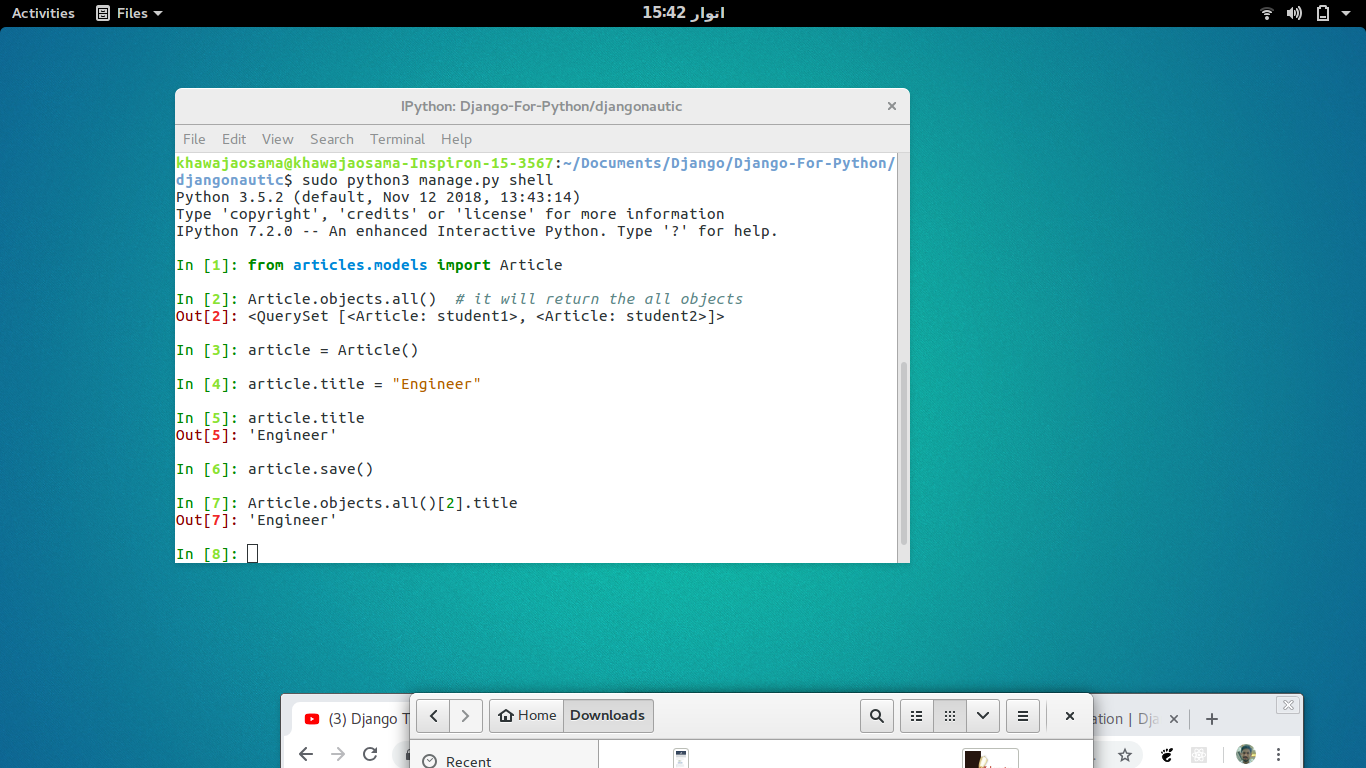 Activities Files اتوار 15:42
IPython: Django-For-Python/djangonautic
File Edit View Search Terminal Help
khawajaosama@khawajaosama-Inspiron-15-3567:~/Documents/Django/Django-For-Python/
djangonautic$ sudo python3 manage.py shell
Python 3.5.2 (default, Nov 12 2018, 13:43:14)
Type 'copyright', 'credits' or 'license' for more information
IPython 7.2.0 -- An enhanced Interactive Python. Type '?' for help.
In [1]: from articles.models import Article
In [2]: Article.objects.all()  # it will return the all objects
Out[2]: <QuerySet [<Article: student1>, <Article: student2>]>
In [3]: article = Article()
In [4]: article.title = "Engineer"
In [5]: article.title
Out[5]: 'Engineer'
In [6]: article.save()
In [7]: Article.objects.all()[2].title
Out[7]: 'Engineer'
In [8]:
(3) Django Home Downloads | Dja
Recent